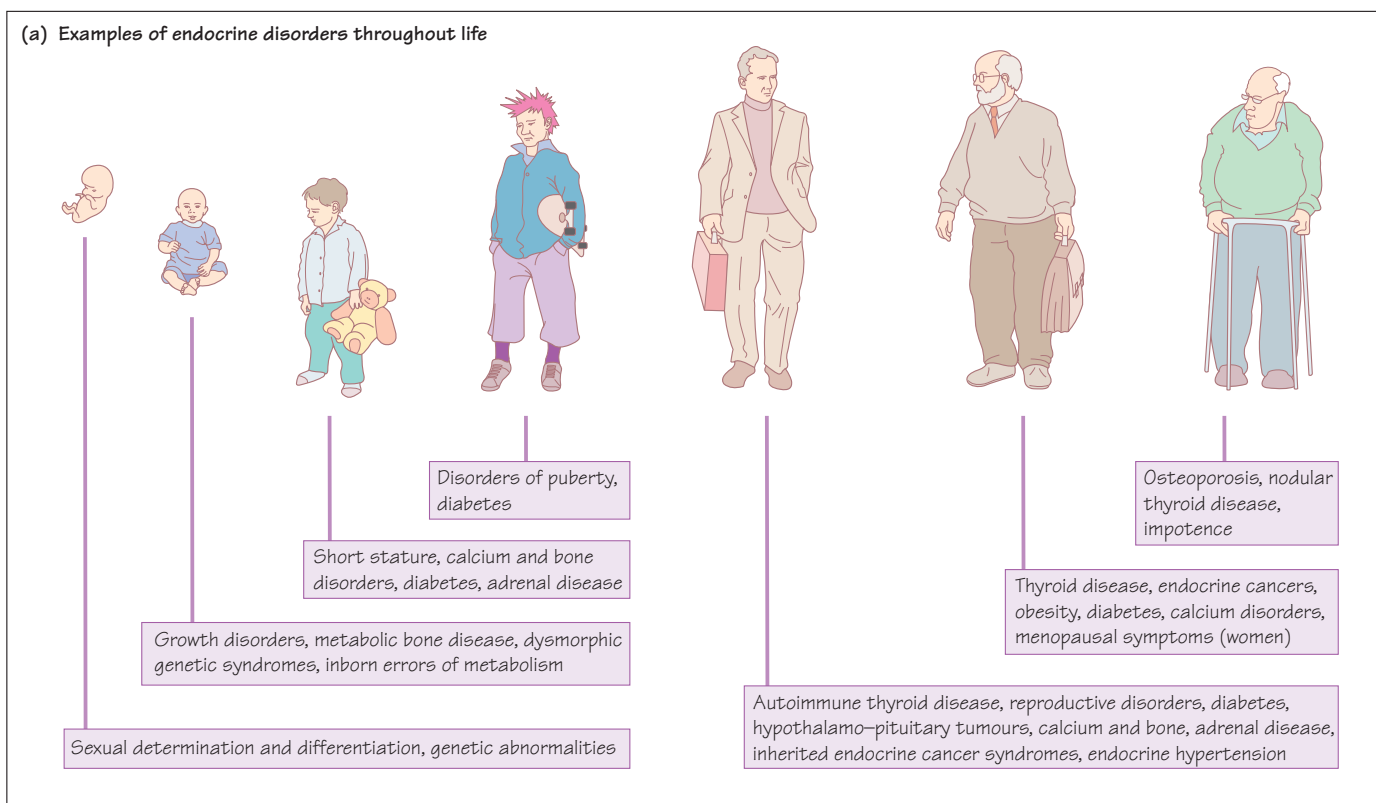 (a) Examples of endocrine disorders throughout life
Disorders of puberty,
diabetes
Short stature, calcium and bone
disorders, diabetes, adrenal disease
Growth disorders, metabolic bone disease, dysmorphic
genetic syndromes, inborn errors of metabolism
Sexual determination and differentiation, genetic abnormalities
Osteoporosis, nodular
thyroid disease,
impotence
Thyroid disease, endocrine cancers,
obesity, diabetes, calcium disorders,
menopausal symptoms (women)
Autoimmune thyroid disease, reproductive disorders, diabetes,
hypothalamo–pituitary tumours, calcium and bone, adrenal disease,
inherited endocrine cancer syndromes, endocrine hypertension